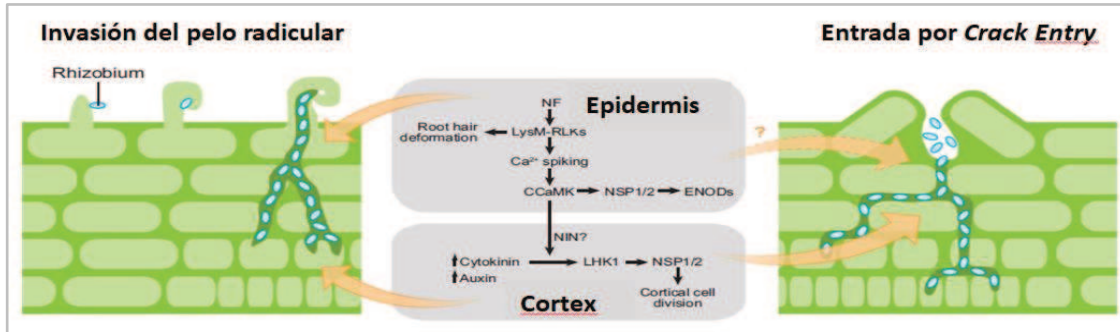 Invasión del pelo radicular
Rhizobium
NF
Epidermis
Root hair
deformation
LysM-RLKs
Ca²⁺ spiking
CCaMK
NSP1/2
ENODs
NIN?
Cytokinin
LHK1
NSP1/2
Auxin
Cortical cell
division
Cortex
Entrada por Crack Entry
?